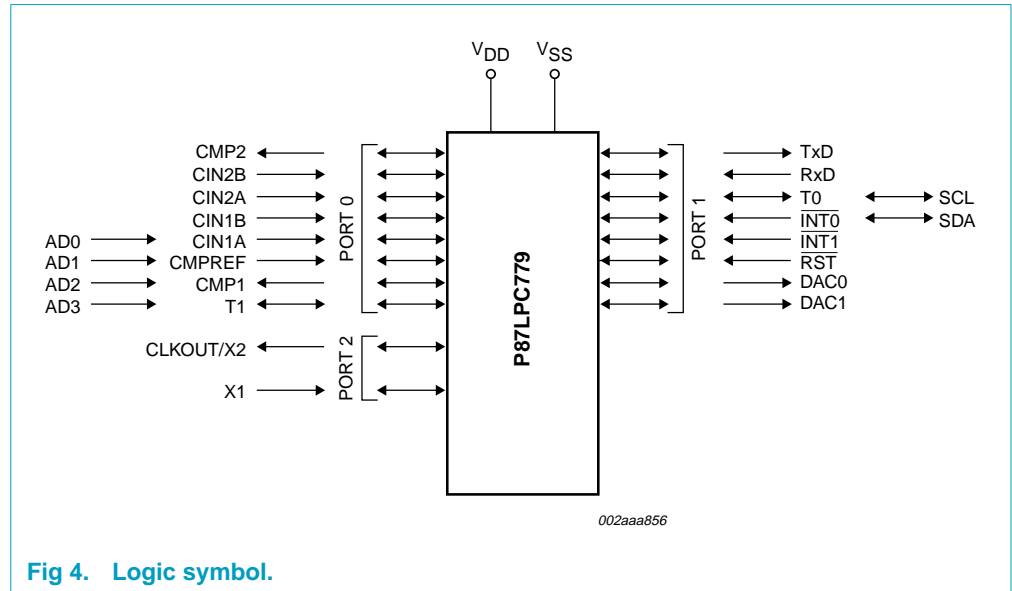 VDD VSS
CMP2
CIN2B
CIN2A
CIN1B
AD0 CIN1A
AD1 CMPREF
AD2 CMP1
AD3 T1
PORT 0
CLKOUT/X2
X1
PORT 2
P87LPC779
PORT 1
TxD
RxD
T0 SCL
INT0 SDA
INT1
RST
DAC0
DAC1
002aaa856
Fig 4. Logic symbol.